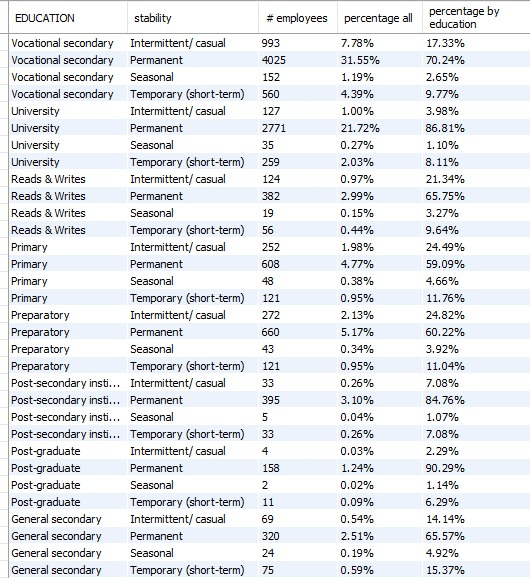 EDUCATION stability # employees percentage all percentage by education
Vocational secondary Intermittent/ casual 993 7.78% 17.33%
Vocational secondary Permanent 4025 31.55% 70.24%
Vocational secondary Seasonal 152 1.19% 2.65%
Vocational secondary Temporary (short-term) 560 4.39% 9.77%
University Intermittent/ casual 127 1.00% 3.98%
University Permanent 2771 21.72% 86.81%
University Seasonal 35 0.27% 1.10%
University Temporary (short-term) 259 2.03% 8.11%
Reads & Writes Intermittent/ casual 124 0.97% 21.34%
Reads & Writes Permanent 382 2.99% 65.75%
Reads & Writes Seasonal 19 0.15% 3.27%
Reads & Writes Temporary (short-term) 56 0.44% 9.64%
Primary Intermittent/ casual 252 1.98% 24.49%
Primary Permanent 608 4.77% 59.09%
Primary Seasonal 48 0.38% 4.66%
Primary Temporary (short-term) 121 0.95% 11.76%
Preparatory Intermittent/ casual 272 2.13% 24.82%
Preparatory Permanent 660 5.17% 60.22%
Preparatory Seasonal 43 0.34% 3.92%
Preparatory Temporary (short-term) 121 0.95% 11.04%
Post-secondary insti... Intermittent/ casual 33 0.26% 7.08%
Post-secondary insti... Permanent 395 3.10% 84.76%
Post-secondary insti... Seasonal 5 0.04% 1.07%
Post-secondary insti... Temporary (short-term) 33 0.26% 7.08%
Post-graduate Intermittent/ casual 4 0.03% 2.29%
Post-graduate Permanent 158 1.24% 90.29%
Post-graduate Seasonal 2 0.02% 1.14%
Post-graduate Temporary (short-term) 11 0.09% 6.29%
General secondary Intermittent/ casual 69 0.54% 14.14%
General secondary Permanent 320 2.51% 65.57%
General secondary Seasonal 24 0.19% 4.92%
General secondary Temporary (short-term) 75 0.59% 15.37%